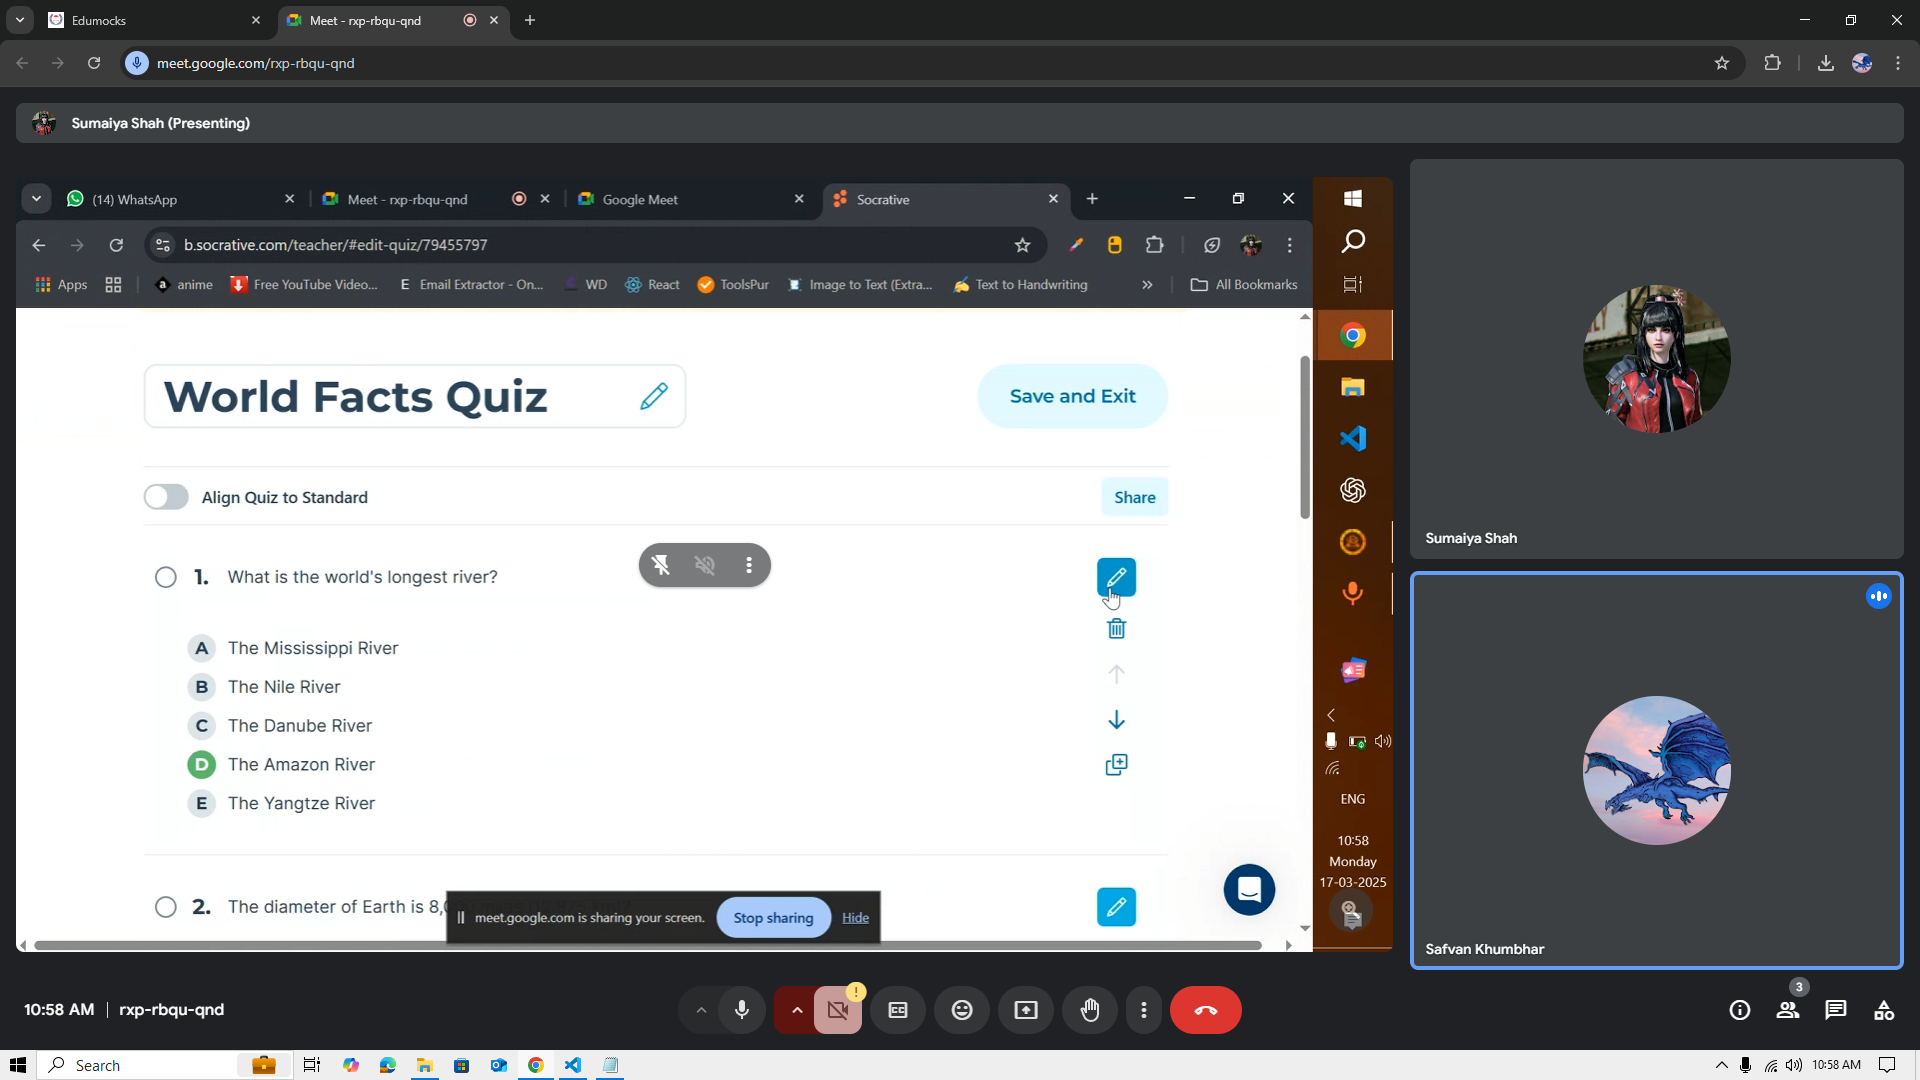 Edumocks
Meet - rxp-rbqu-qnd
meet.google.com/rxp-rbqu-qnd
Sumaiya Shah (Presenting)
(14) WhatsApp
Meet - rxp-rbqu-qnd
Google Meet
Socrative
b.socrative.com/teacher/#edit-quiz/79455797
Apps
a anime
Free YouTube Video...
E Email Extractor - On...
WD
React
ToolsPur
Image to Text (Extra...
Text to Handwriting
»
All Bookmarks
World Facts Quiz
Save and Exit
Align Quiz to Standard
Share
1. What is the world's longest river?
A The Mississippi River
B The Nile River
C The Danube River
D The Amazon River
E The Yangtze River
2. The diameter of Earth is 8,
meet.google.com is sharing your screen.
Stop sharing
Hide
ENG
10:58
Monday
17-03-2025
Sumaiya Shah
Safvan Khumbhar
10:58 AM | rxp-rbqu-qnd
!
3
Search
10:58 AM